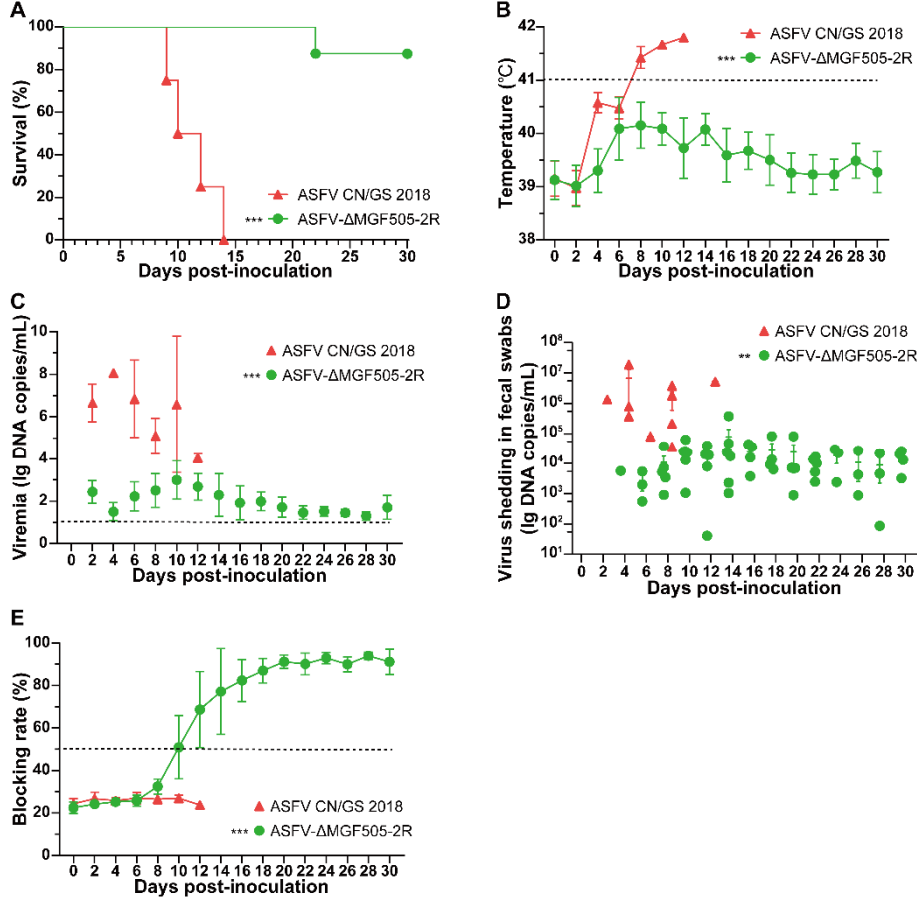 A
Survival (%)
100
80
60
40
20
0
0 5 10 15 20 25 30
Days post-inoculation
ASFV CN/GS 2018
*** ASFV-ΔMGF505-2R
B
Temperature (°C)
42
41
40
39
38
0 2 4 6 8 10 12 14 16 18 20 22 24 26 28 30
Days post-inoculation
ASFV CN/GS 2018
*** ASFV-ΔMGF505-2R
C
Viremia (lg DNA copies/mL)
10
8
6
4
2
0
2 4 6 8 10 12 14 16 18 20 22 24 26 28 30
Days post-inoculation
ASFV CN/GS 2018
*** ASFV-ΔMGF505-2R
D
Virus shedding in fecal swabs
(lg DNA copies/mL)
10⁸
10⁷
10⁶
10⁵
10⁴
10³
10²
10¹
0 2 4 6 8 10 12 14 16 18 20 22 24 26 28 30
Days post-inoculation
ASFV CN/GS 2018
** ASFV-ΔMGF505-2R
E
Blocking rate (%)
100
80
60
40
20
0
0 2 4 6 8 10 12 14 16 18 20 22 24 26 28 30
Days post-inoculation
ASFV CN/GS 2018
*** ASFV-ΔMGF505-2R